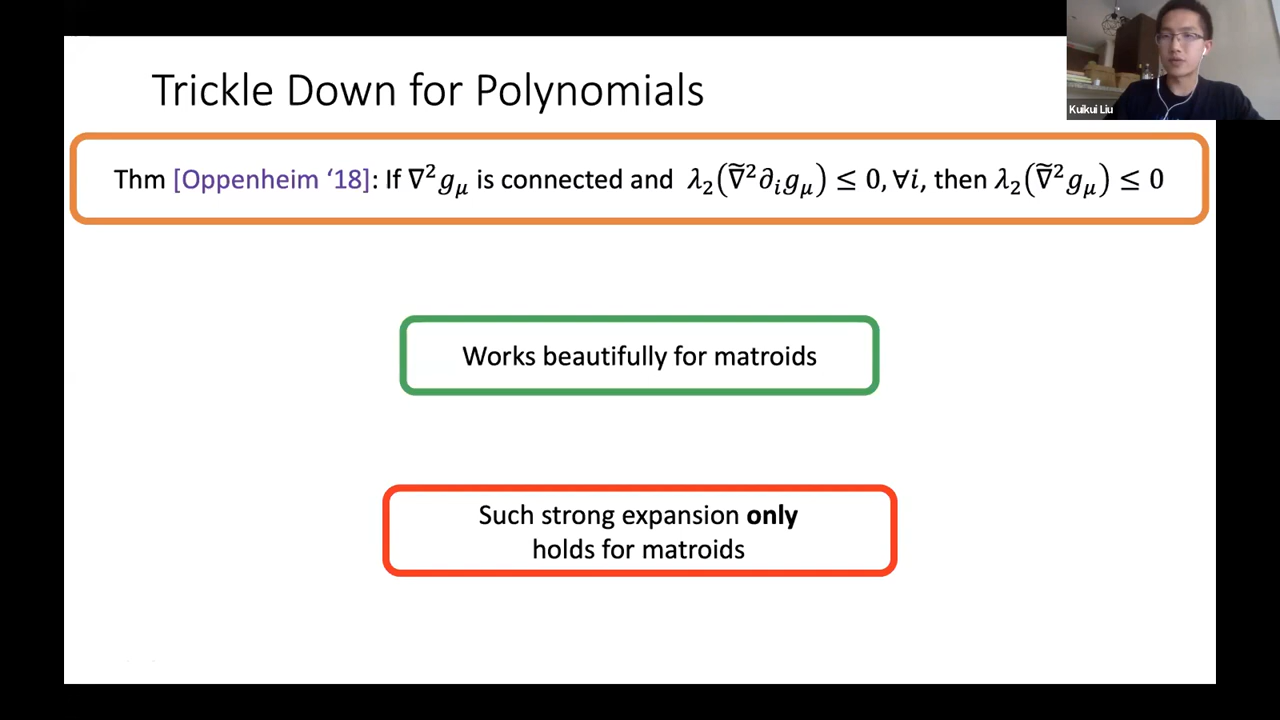 Trickle Down for Polynomials
Kuikui Liu
Thm [Oppenheim ‘18]: If ∇²g_μ is connected and λ₂(∇̃²∂ᵢg_μ) ≤ 0, ∀i, then λ₂(∇̃²g_μ) ≤ 0
Works beautifully for matroids
Such strong expansion only
holds for matroids